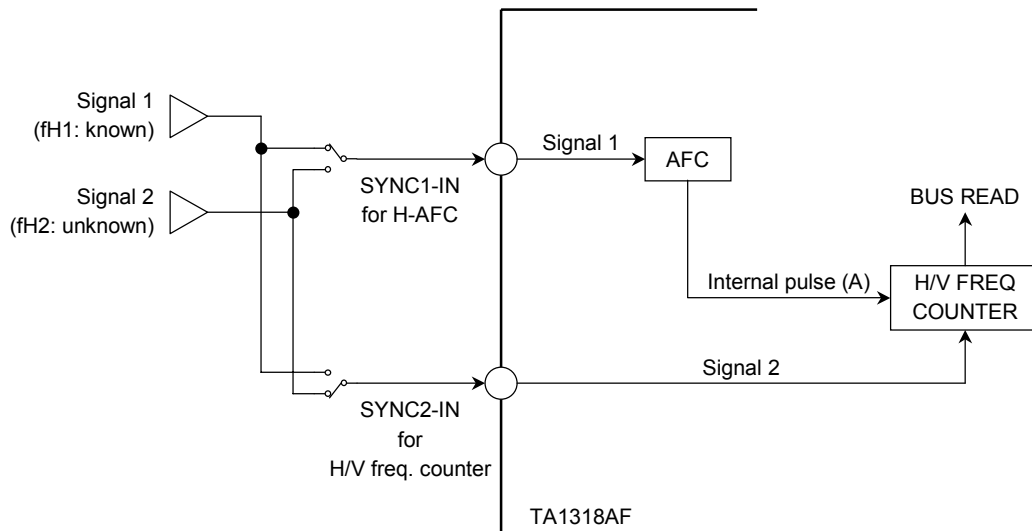 Signal 1
(fH1: known)
Signal 2
(fH2: unknown)
SYNC1-IN
for H-AFC
Signal 1
AFC
BUS READ
Internal pulse (A)
H/V FREQ
COUNTER
Signal 2
SYNC2-IN
for
H/V freq. counter
TA1318AF